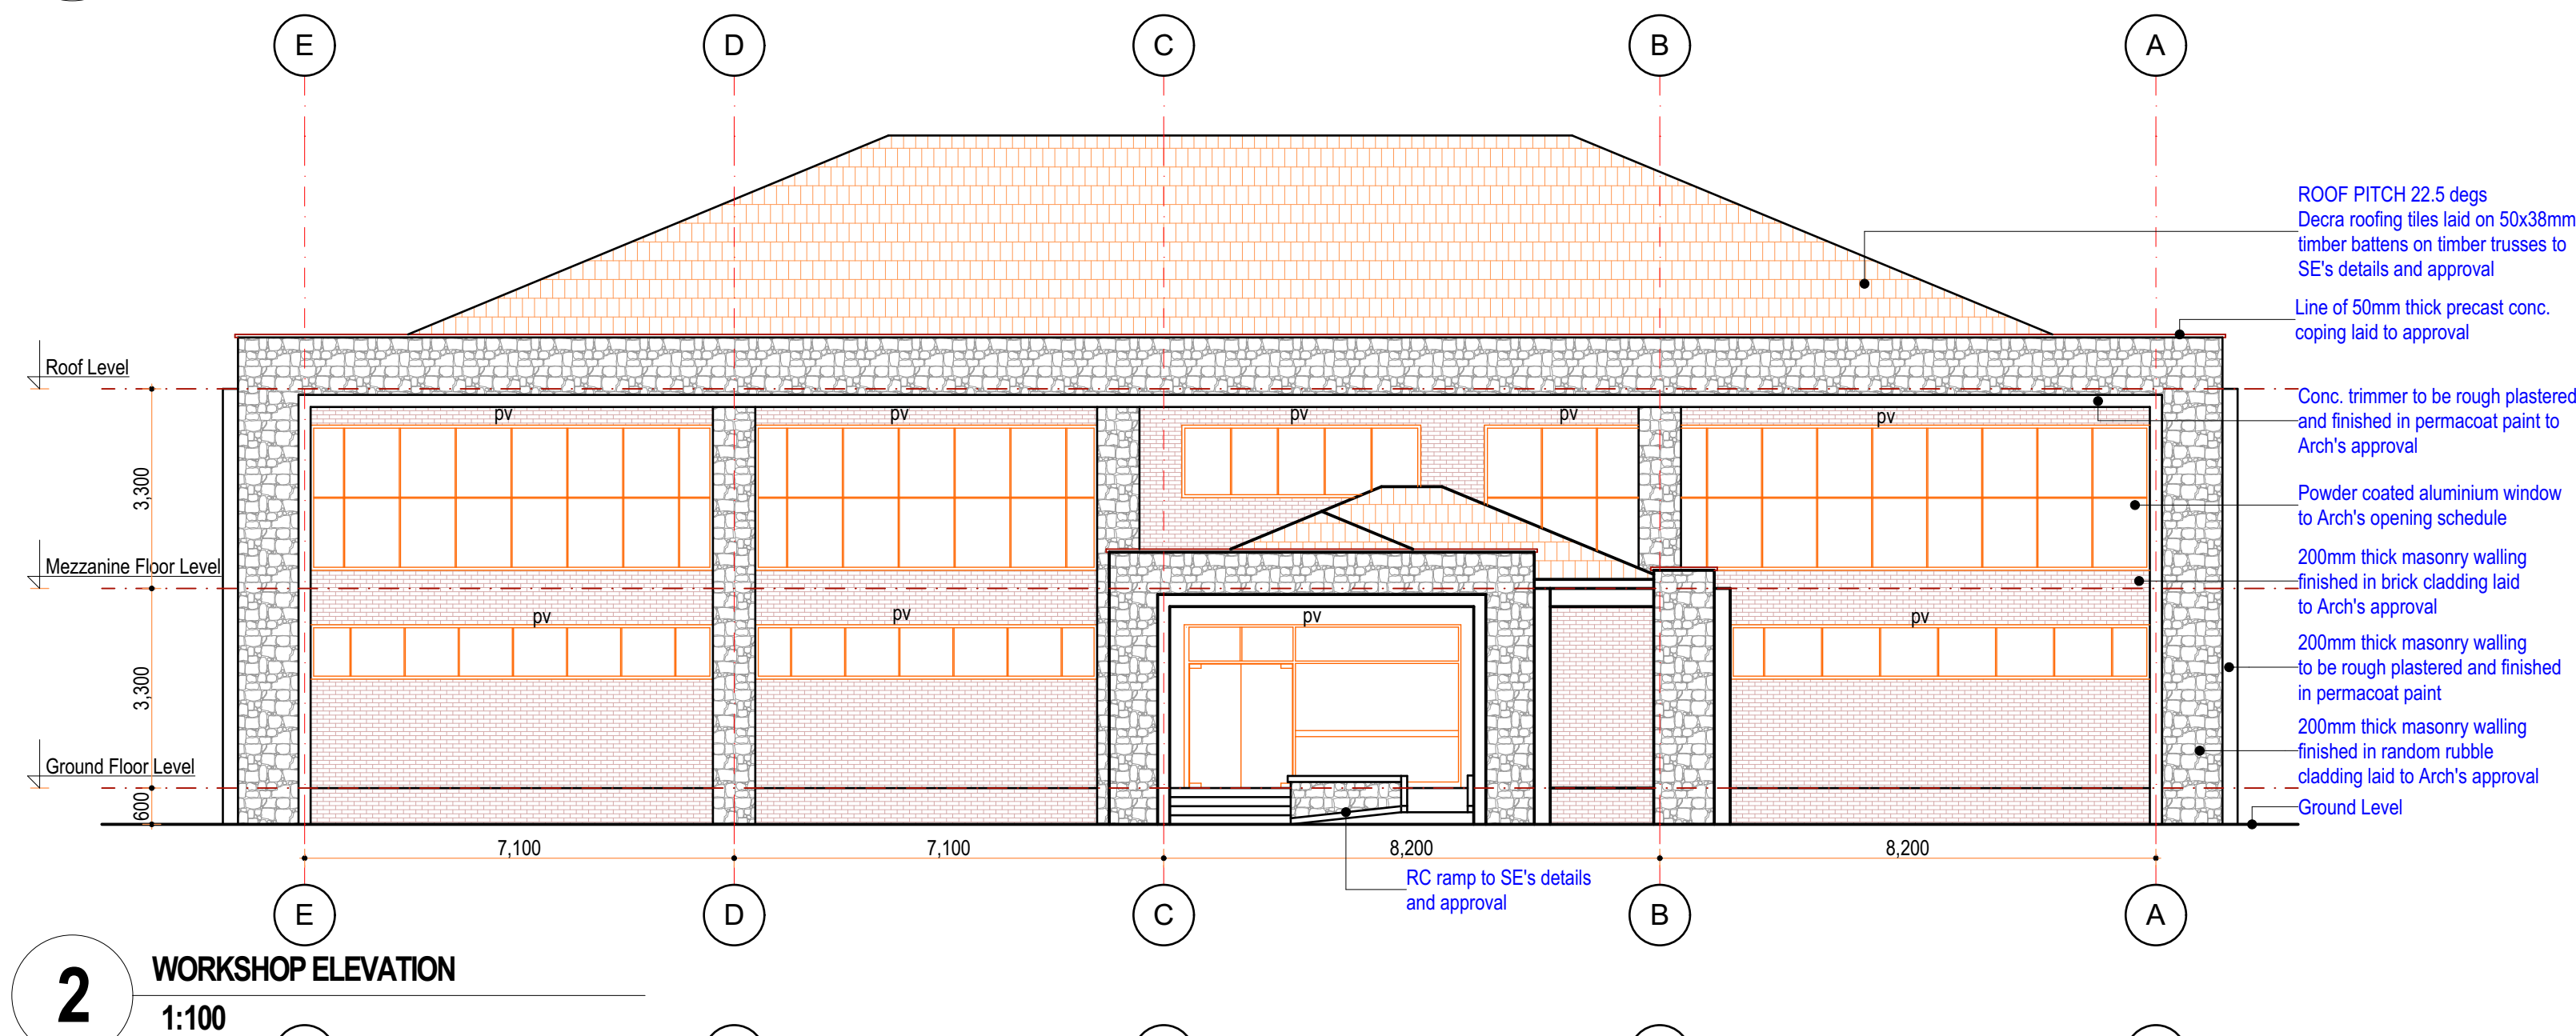 E D C B A
ROOF PITCH 22.5 degs
Decra roofing tiles laid on 50x38mm
timber battens on timber trusses to
SE's details and approval
Line of 50mm thick precast conc.
coping laid to approval
Roof Level
Conc. trimmer to be rough plastered
and finished in permacoat paint to
Arch's approval
pv pv pv pv pv
3,300
Powder coated aluminium window
to Arch's opening schedule
Mezzanine Floor Level
200mm thick masonry walling
finished in brick cladding laid
to Arch's approval
pv pv pv pv
3,300
200mm thick masonry walling
to be rough plastered and finished
in permacoat paint
200mm thick masonry walling
finished in random rubble
cladding laid to Arch's approval
Ground Floor Level
600
Ground Level
7,100 7,100 8,200 8,200
RC ramp to SE's details
and approval
E D C B A
2
WORKSHOP ELEVATION
1:100